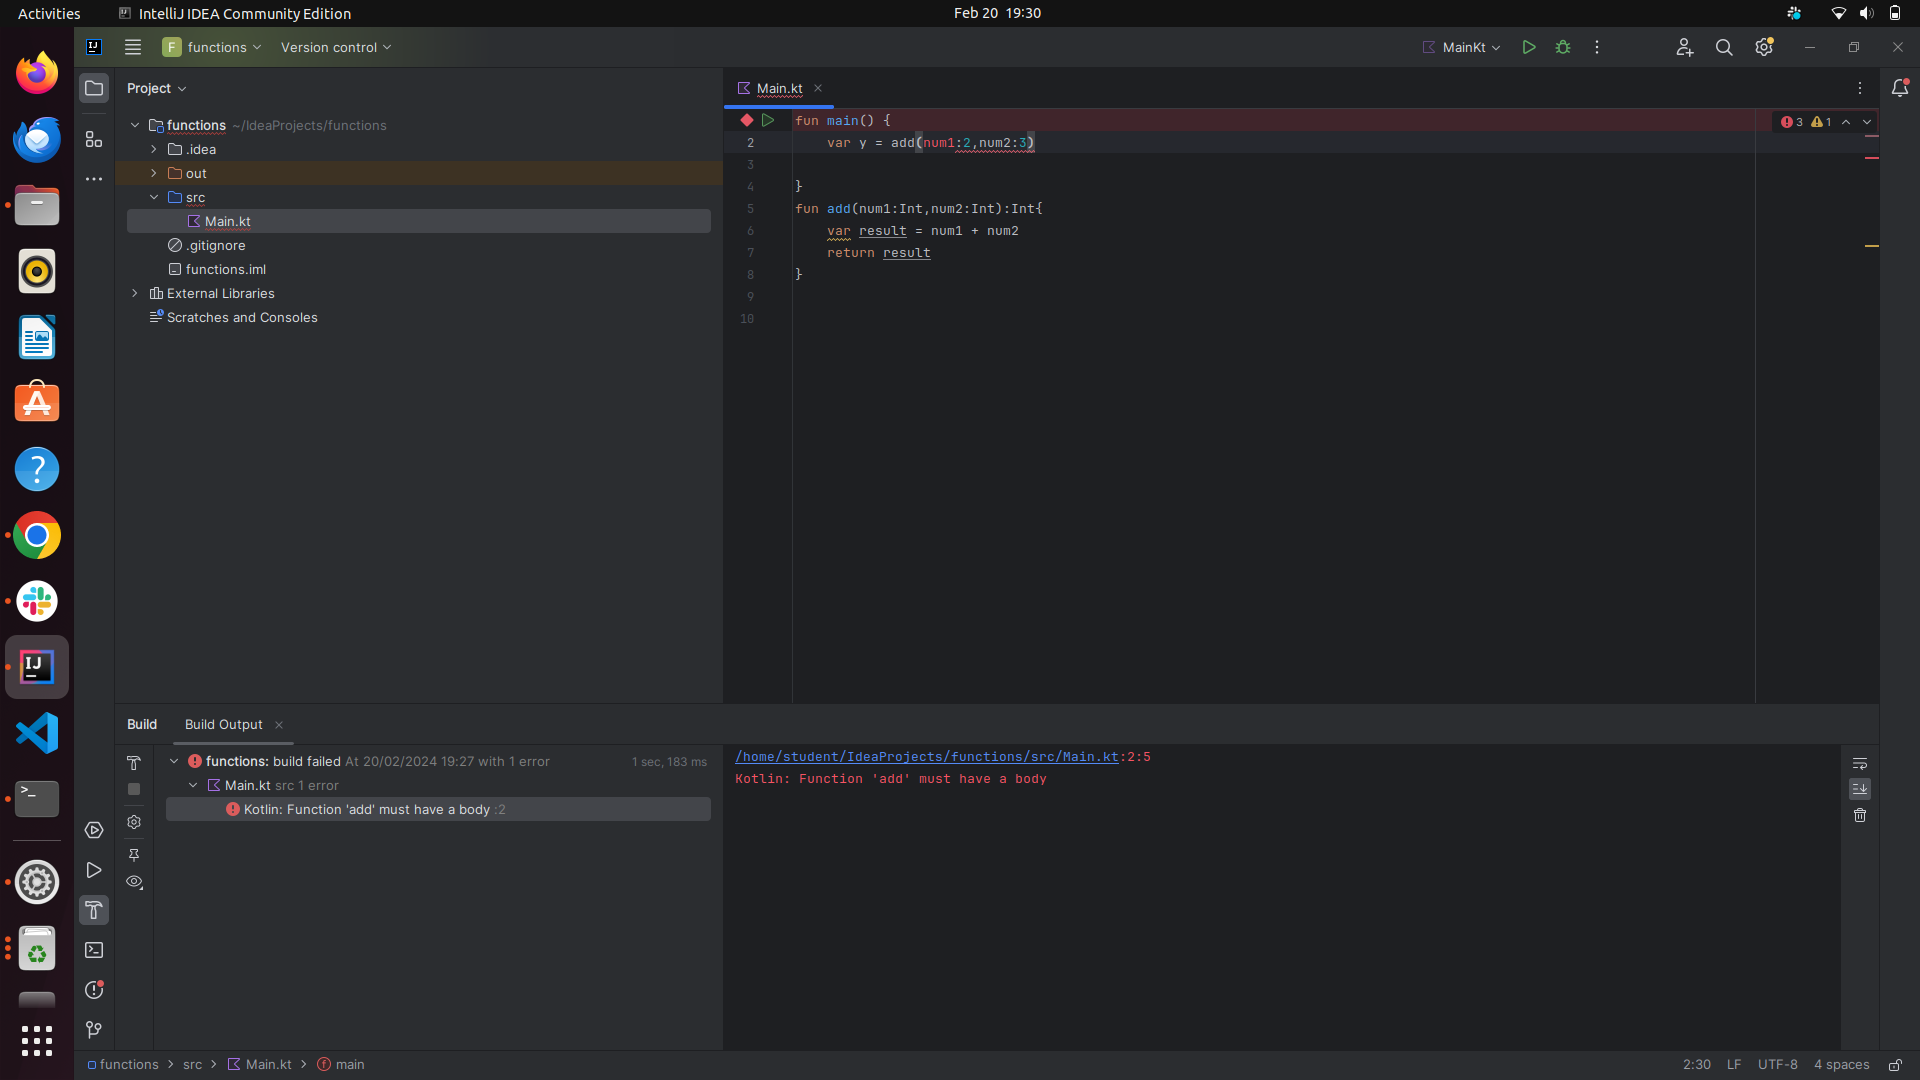 Activities IntelliJ IDEA Community Edition Feb 20 19:30
functions Version control MainKt
Project Main.kt
functions ~/IdeaProjects/functions
.idea
out
src
Main.kt
.gitignore
functions.iml
External Libraries
Scratches and Consoles
fun main() { 3 1
2 var y = add(num1:2,num2:3)
3
4 }
5 fun add(num1:Int,num2:Int):Int{
6 var result = num1 + num2
7 return result
8 }
9
10
Build Build Output
functions: build failed At 20/02/2024 19:27 with 1 error 1 sec, 183 ms
Main.kt src 1 error
Kotlin: Function 'add' must have a body :2
/home/student/IdeaProjects/functions/src/Main.kt:2:5
Kotlin: Function 'add' must have a body
functions > src > Main.kt > main 2:30 LF UTF-8 4 spaces